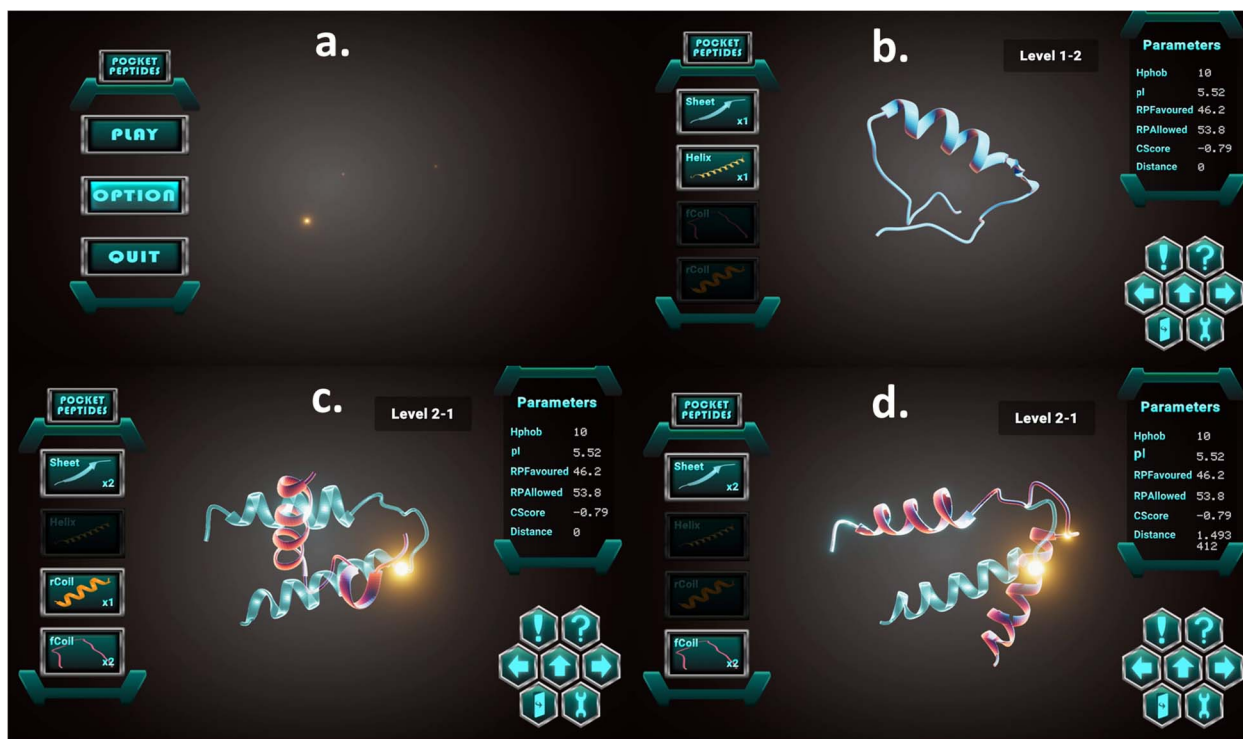 a.
POCKET
PEPTIDES
PLAY
OPTION
QUIT
b.
Level 1-2
POCKET
PEPTIDES
Sheet
x1
Helix
x1
fCoil
rCoil
Parameters
Hphob 10
pI 5.52
RPFavoured 46.2
RPAllowed 53.8
CScore -0.79
Distance 0
! ?
c.
Level 2-1
POCKET
PEPTIDES
Sheet
x2
Helix
rCoil
x1
fCoil
x2
Parameters
Hphob 10
pI 5.52
RPFavoured 46.2
RPAllowed 53.8
CScore -0.79
Distance 0
! ?
d.
Level 2-1
POCKET
PEPTIDES
Sheet
x2
Helix
rCoil
fCoil
x2
Parameters
Hphob 10
pI 5.52
RPFavoured 46.2
RPAllowed 53.8
CScore -0.79
Distance 1.493
412
! ?